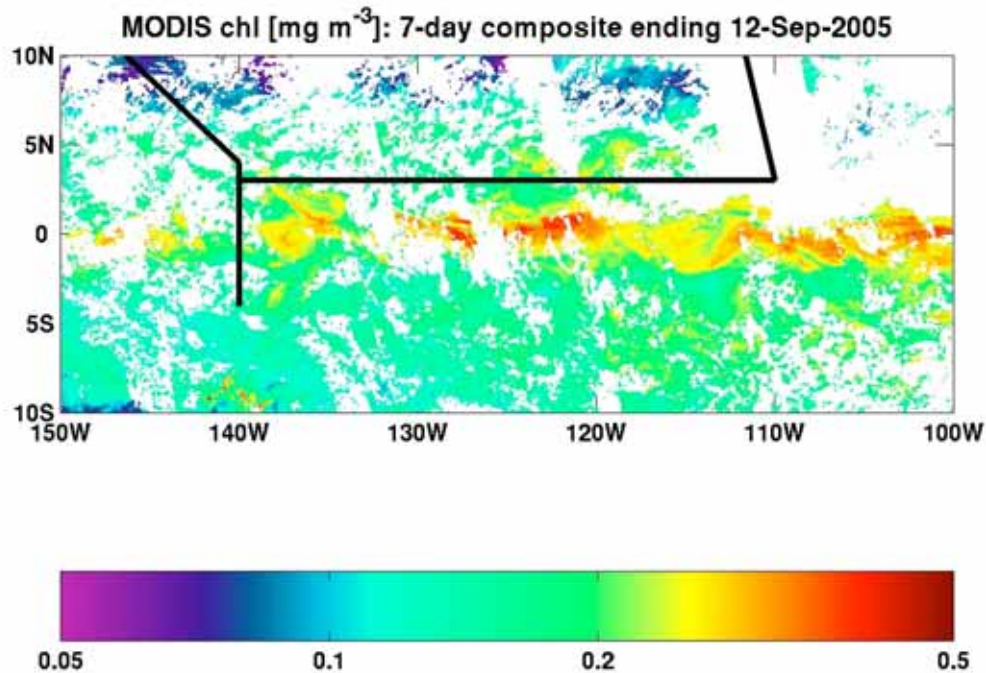 MODIS chl [mg m⁻³]: 7-day composite ending 12-Sep-2005
10N
5N
0
5S
10S
150W 140W 130W 120W 110W 100W
0.05 0.1 0.2 0.5